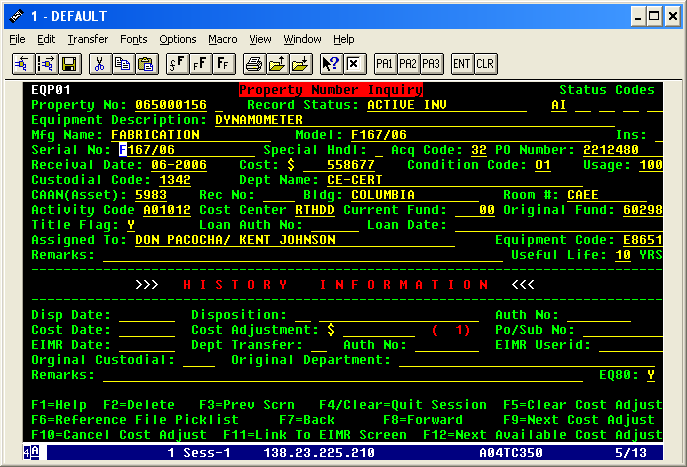 1 - DEFAULT
File Edit Transfer Fonts Options Macro View Window Help
PA1 PA2 PA3 ENT CLR
EQP01 Property Number Inquiry Status Codes
Property No: 065000156 _ Record Status: ACTIVE INV AI
Equipment Description: DYNAMOMETER
Mfg Name: FABRICATION Model: F167/06 Ins:
Serial No: F167/06 Special Hndl: _ Acq Code: 32 PO Number: 2212480
Receival Date: 06-2006 Cost: $ 558677 Condition Code: 01 Usage: 100
Custodial Code: 1342 Dept Name: CE-CERT
CAAN(Asset): 5983 Rec No: Bldg: COLUMBIA Room #: CAEE
Activity Code A01012 Cost Center RTHDD Current Fund: 00 Original Fund: 60298
Title Flag: Y Loan Auth No: Loan Date:
Assigned To: DON PACOCHA/ KENT JOHNSON Equipment Code: E8651
Remarks: Useful Life: 10 YRS
>>> H I S T O R Y I N F O R M A T I O N <<<
Disp Date: Disposition: Auth No:
Cost Date: Cost Adjustment: $ ( 1) Po/Sub No:
EIMR Date: Dept Transfer: Auth No: EIMR Userid:
Orginal Custodial: Original Department:
Remarks: EQ80: Y
F1=Help F2=Delete F3=Prev Scrn F4/Clear=Quit Session F5=Clear Cost Adjust
F6=Reference File Picklist F7=Back F8=Forward F9=Next Cost Adjust
F10=Cancel Cost Adjust F11=Link To EIMR Screen F12=Next Available Cost Adjust
4A 1 Sess-1 138.23.225.210 A04TC350 5/13